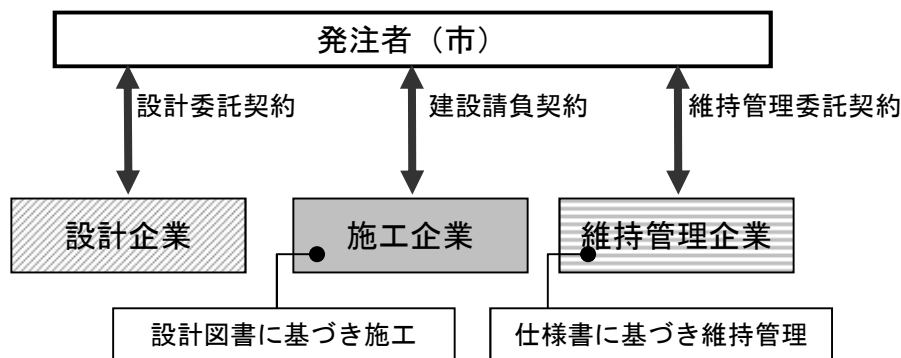 発注者（市）
設計委託契約
建設請負契約
維持管理委託契約
設計企業
施工企業
維持管理企業
設計図書に基づき施工
仕様書に基づき維持管理